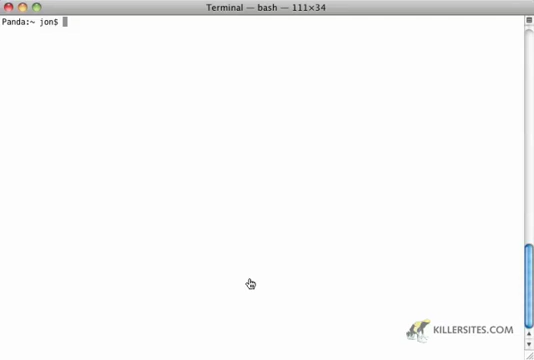 Terminal — bash — 111×34
Panda:~ jon$
KILLERSITES.COM